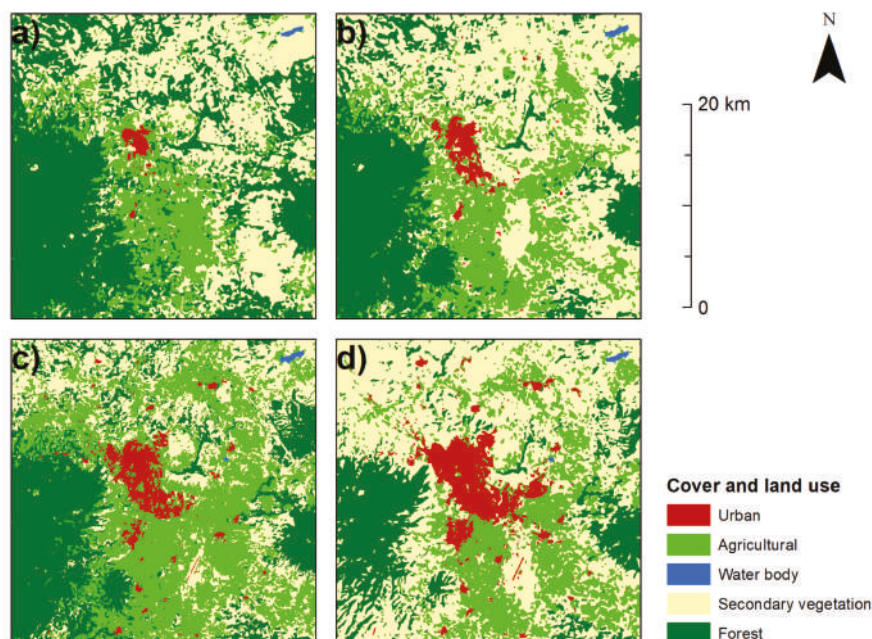 a)
b)
N
20 km
0
c)
d)
Cover and land use
Urban
Agricultural
Water body
Secondary vegetation
Forest